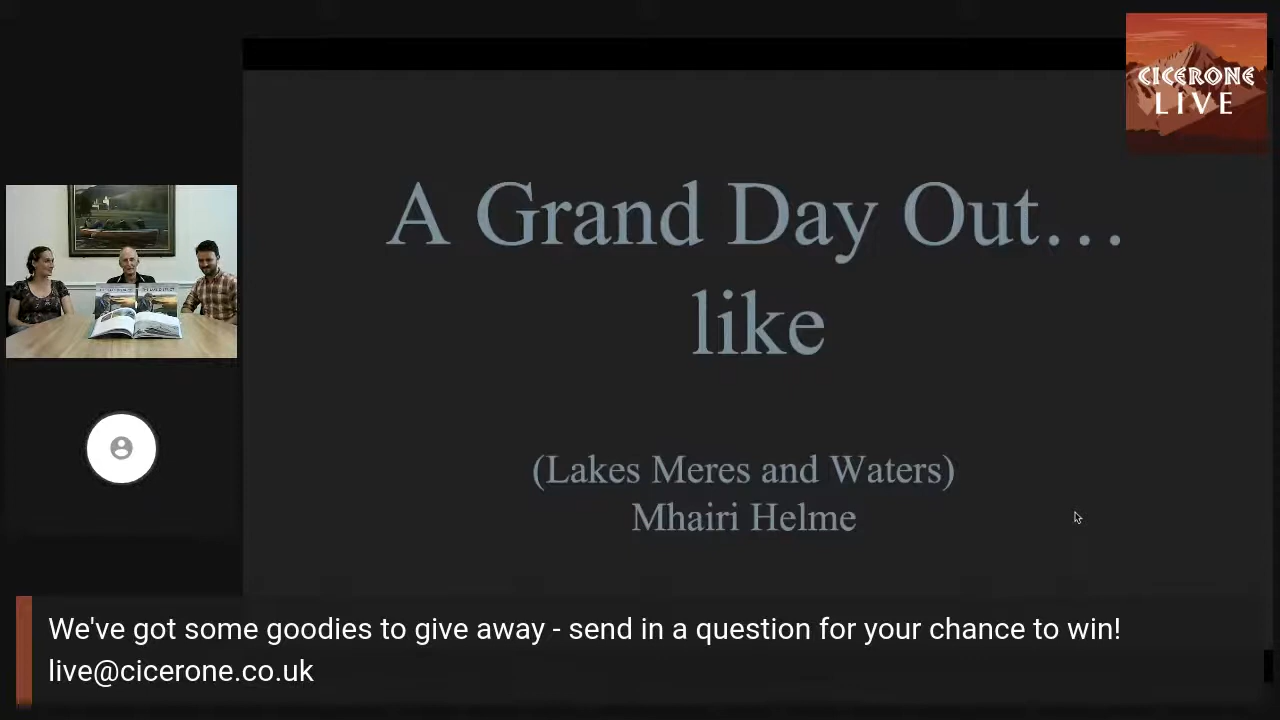 CICERONE
LIVE
A Grand Day Out...
like
(Lakes Meres and Waters)
Mhairi Helme
We've got some goodies to give away - send in a question for your chance to win!
live@cicerone.co.uk